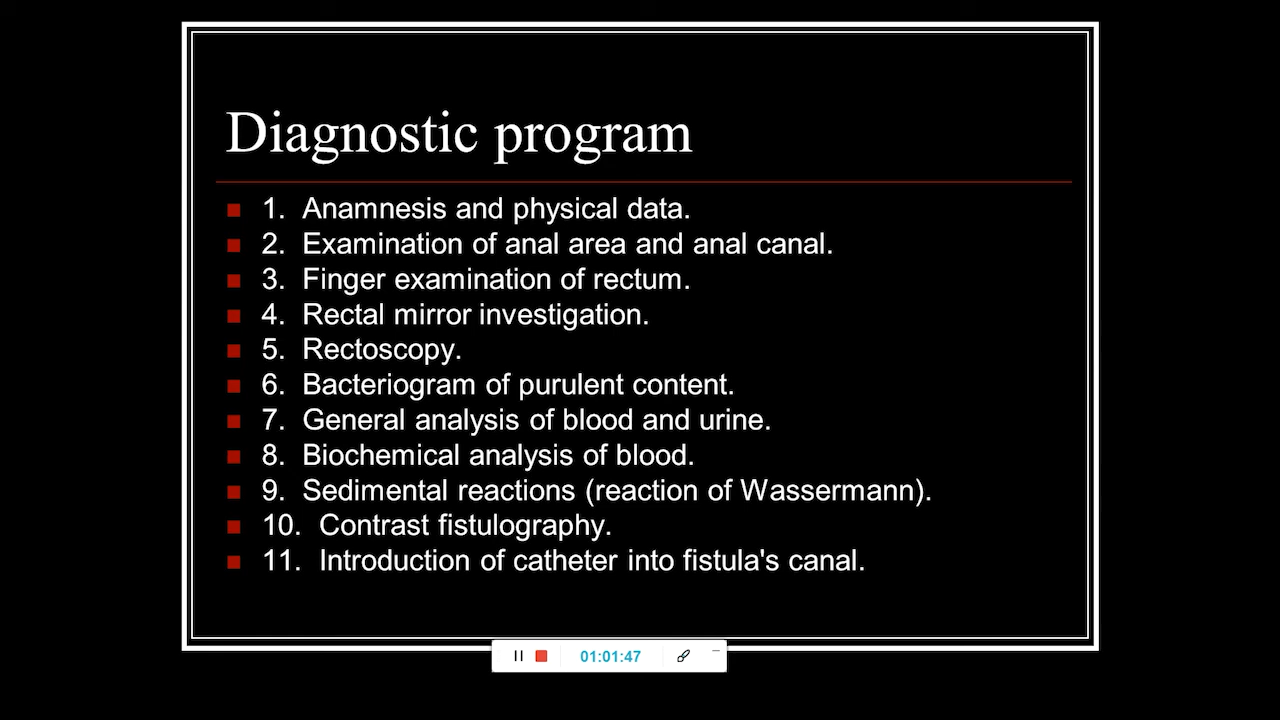 Diagnostic program
1. Anamnesis and physical data.
2. Examination of anal area and anal canal.
3. Finger examination of rectum.
4. Rectal mirror investigation.
5. Rectoscopy.
6. Bacteriogram of purulent content.
7. General analysis of blood and urine.
8. Biochemical analysis of blood.
9. Sedimental reactions (reaction of Wassermann).
10. Contrast fistulography.
11. Introduction of catheter into fistula's canal.
01:01:47